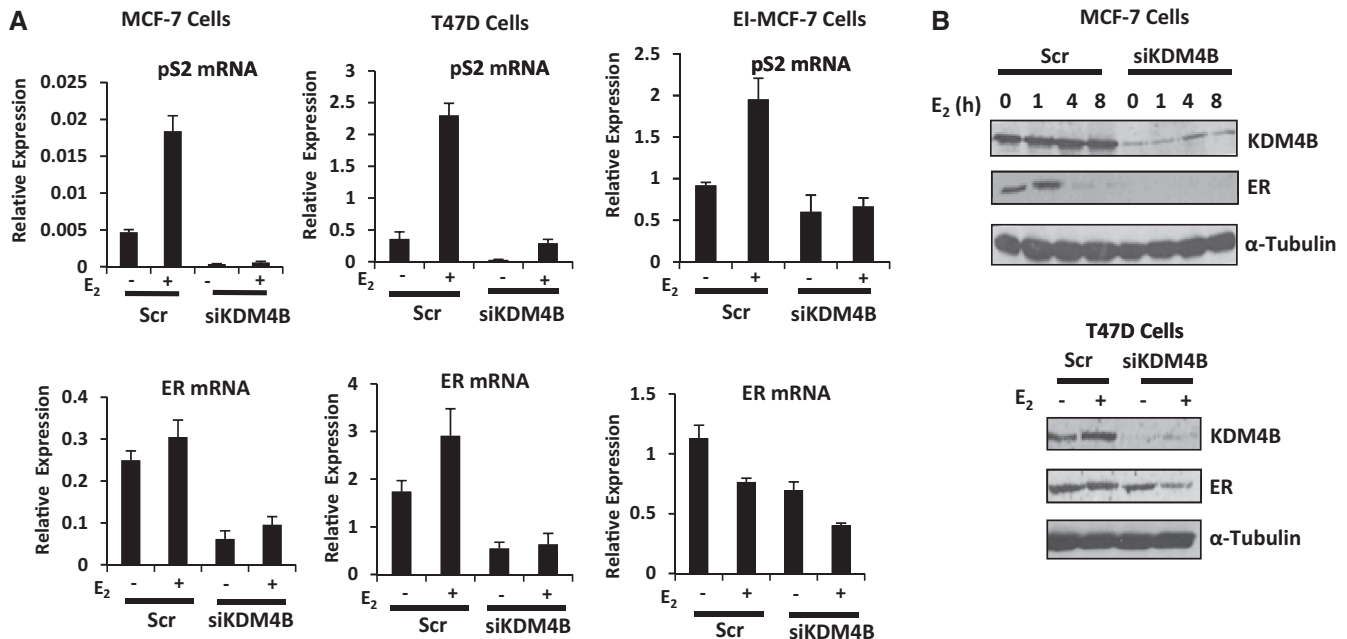 A
MCF-7 Cells
pS2 mRNA
Relative Expression
0.025
0.02
0.015
0.01
0.005
0
E2 - + - +
Scr siKDM4B
T47D Cells
pS2 mRNA
Relative Expression
3
2.5
2
1.5
1
0.5
0
E2 - + - +
Scr siKDM4B
EI-MCF-7 Cells
pS2 mRNA
Relative Expression
2.5
2
1.5
1
0.5
0
E2 - + - +
Scr siKDM4B
ER mRNA
Relative Expression
0.4
0.3
0.2
0.1
0
E2 - + - +
Scr siKDM4B
ER mRNA
Relative Expression
4
3
2
1
0
E2 - + - +
Scr siKDM4B
ER mRNA
Relative Expression
1.5
1
0.5
0
E2 - + - +
Scr siKDM4B
B
MCF-7 Cells
Scr siKDM4B
E2 (h) 0 1 4 8 0 1 4 8
KDM4B
ER
α-Tubulin
T47D Cells
Scr siKDM4B
E2 - + - +
KDM4B
ER
α-Tubulin